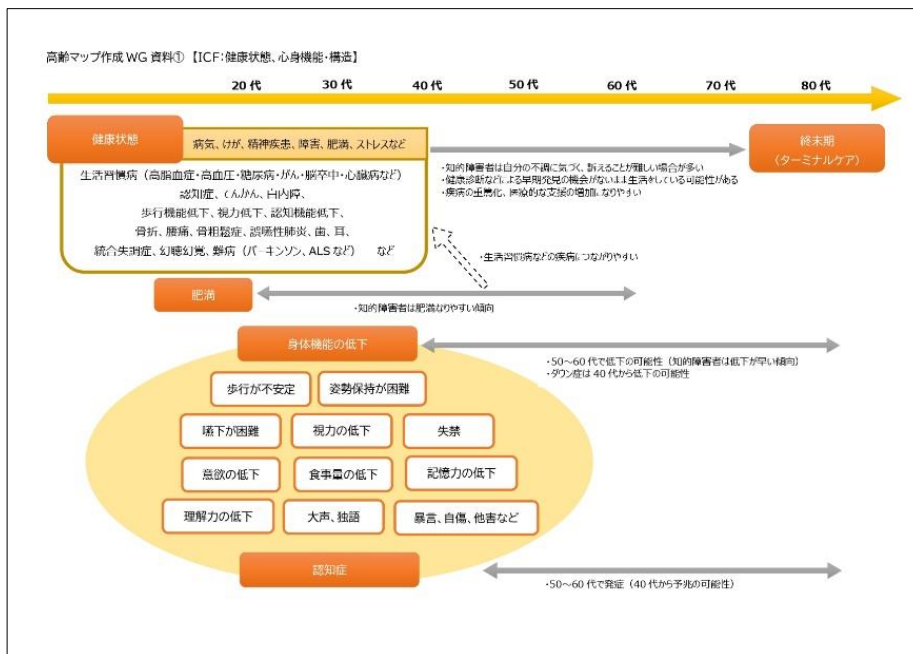 高齢マップ作成 WG 資料① 【ICF:健康状態、心身機能・構造】
20代 30代 40代 50代 60代 70代 80代
健康状態
病気、けが、精神疾患、障害、肥満、ストレスなど
終末期
（ターミナルケア）
生活習慣病（高脂血症・高血圧・糖尿病・がん・脳卒中・心臓病など）
認知症、てんかん、白内障、
歩行機能低下、視力低下、認知機能低下、
骨折、腰痛、骨粗鬆症、誤嚥性肺炎、歯、耳、
統合失調症、幻聴幻覚、難病（パーキンソン、ALSなど） など
・知的障害者は自分の不調に気づく、訴えることが難しい場合が多い
・健康診断などによる早期発見の機会がないまま生活をしている可能性がある
・疾病の重篤化、医療的な支援の増加になりやすい
・生活習慣病などの疾病につながりやすい
肥満
・知的障害者は肥満なりやすい傾向
身体機能の低下
・50～60代で低下の可能性（知的障害者は低下が早い傾向）
・ダウン症は40代から低下の可能性
歩行が不安定 姿勢保持が困難
嚥下が困難 視力の低下 失禁
意欲の低下 食事量の低下 記憶力の低下
理解力の低下 大声、独語 暴言、自傷、他害など
認知症
・50～60代で発症（40代から予兆の可能性）